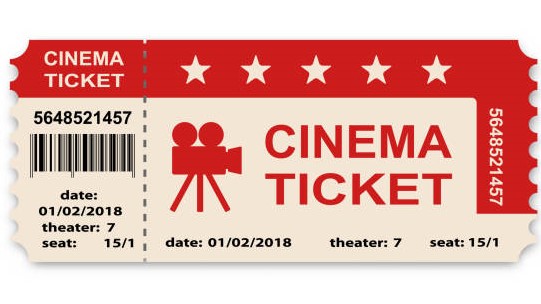 CINEMA
TICKET
5648521457
date:
01/02/2018
theater: 7
seat: 15/1
CINEMA
TICKET
date: 01/02/2018 theater: 7 seat: 15/1
5648521457